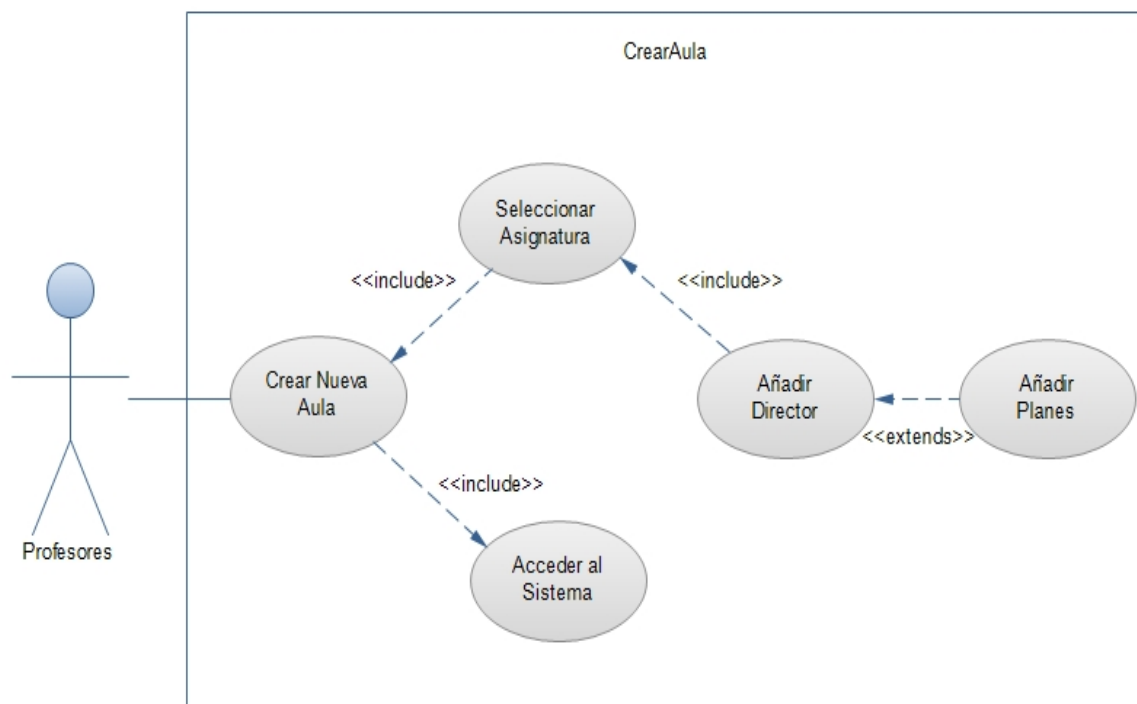 CrearAula
Seleccionar
Asignatura
<<include>>
<<include>>
Crear Nueva
Aula
Añadir
Director
Añadir
Planes
<<extends>>
<<include>>
Profesores
Acceder al
Sistema